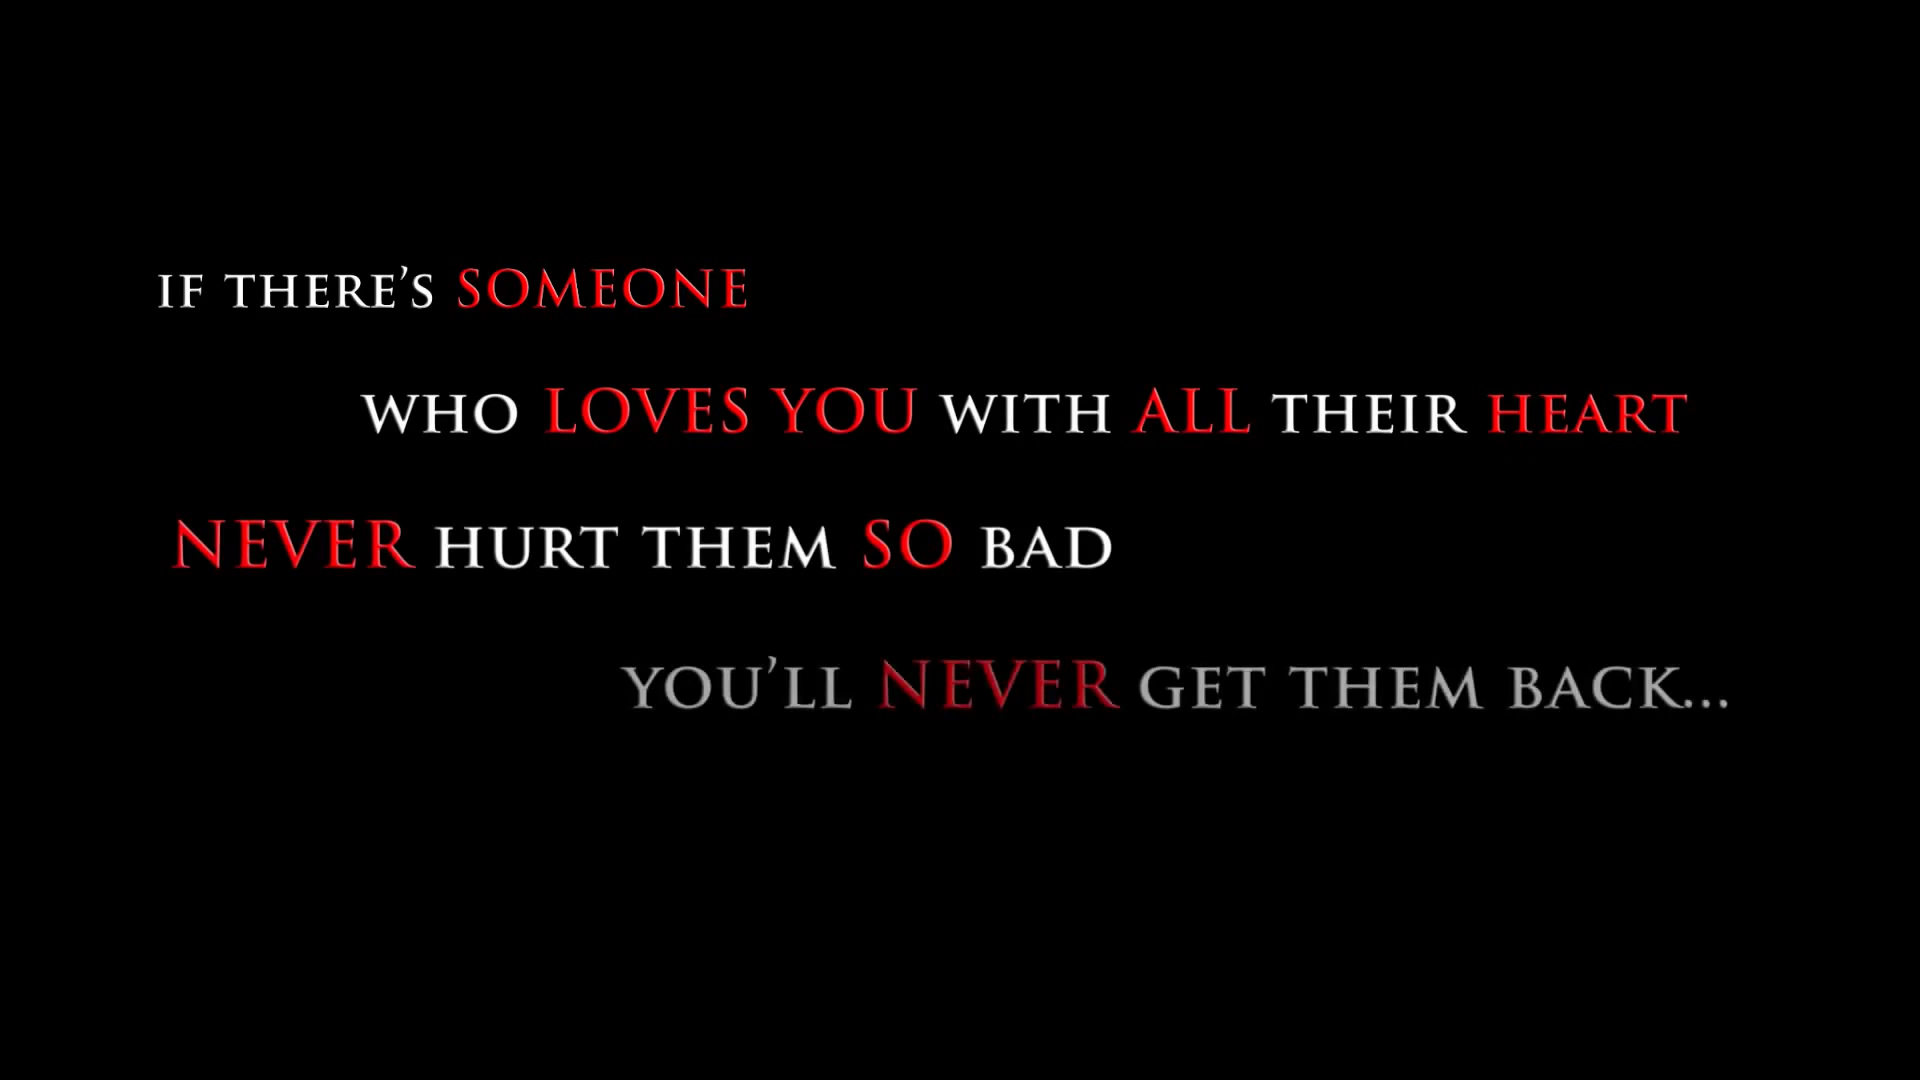 IF THERE'S SOMEONE
WHO LOVES YOU WITH ALL THEIR HEART
NEVER HURT THEM SO BAD
YOU'LL NEVER GET THEM BACK...